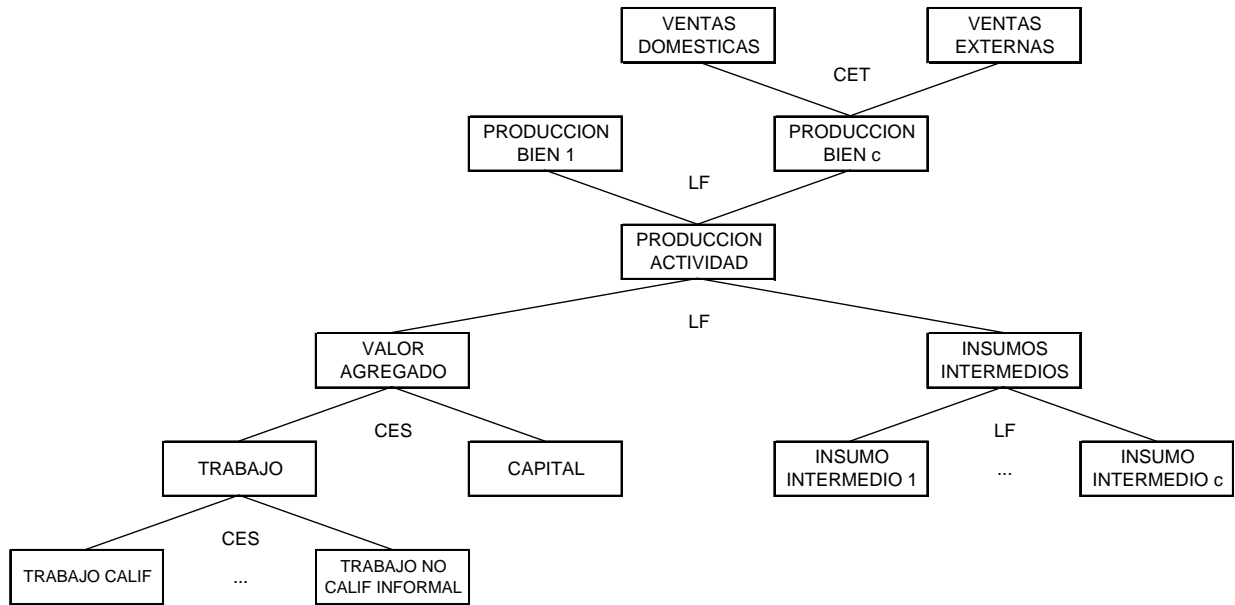 VENTAS
DOMESTICAS
VENTAS
EXTERNAS
CET
PRODUCCION
BIEN 1
PRODUCCION
BIEN c
LF
PRODUCCION
ACTIVIDAD
LF
VALOR
AGREGADO
INSUMOS
INTERMEDIOS
CES
LF
TRABAJO
CAPITAL
INSUMO
INTERMEDIO 1
...
INSUMO
INTERMEDIO c
CES
TRABAJO CALIF
...
TRABAJO NO
CALIF INFORMAL